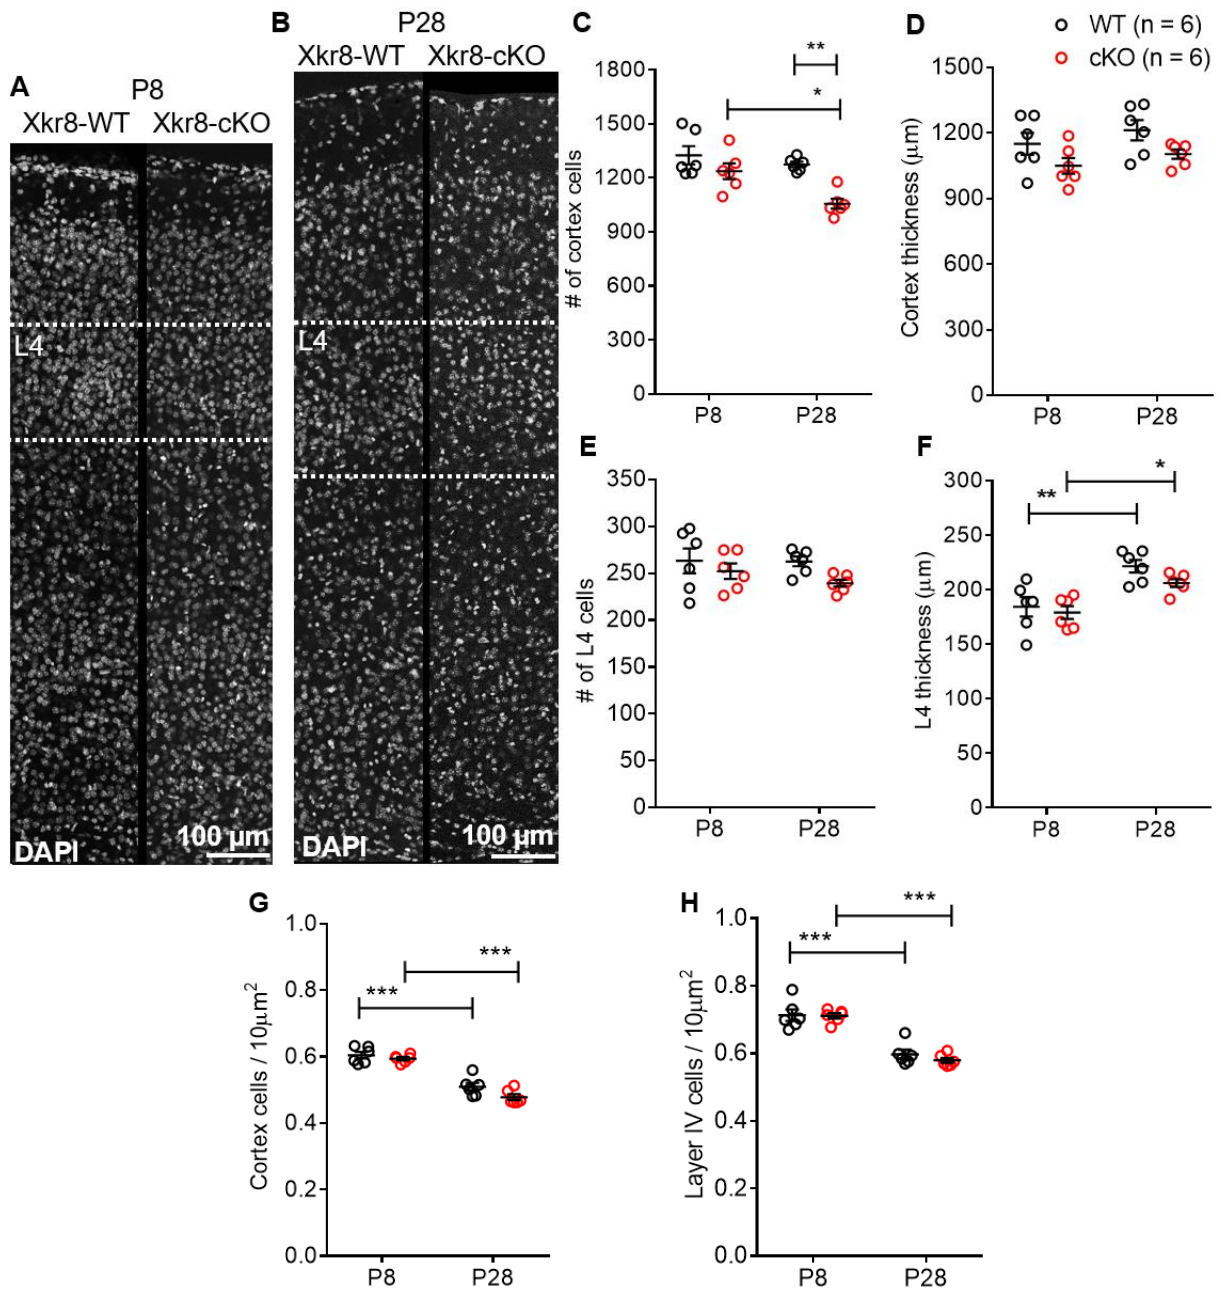 A
P8
Xkr8-WT Xkr8-cKO
L4
DAPI
100 µm
B
P28
Xkr8-WT Xkr8-cKO
L4
DAPI
100 µm
C
# of cortex cells
1800
1500
1200
900
600
300
0
**
*
P8 P28
D
WT (n = 6)
cKO (n = 6)
Cortex thickness (µm)
1500
1200
900
600
300
0
P8 P28
E
# of L4 cells
350
300
250
200
150
100
50
0
P8 P28
F
L4 thickness (µm)
300
250
200
150
100
50
0
**
*
P8 P28
G
Cortex cells / 10µm²
1.0
0.8
0.6
0.4
0.2
0.0
***
***
P8 P28
H
Layer IV cells / 10µm²
1.0
0.8
0.6
0.4
0.2
0.0
***
***
P8 P28